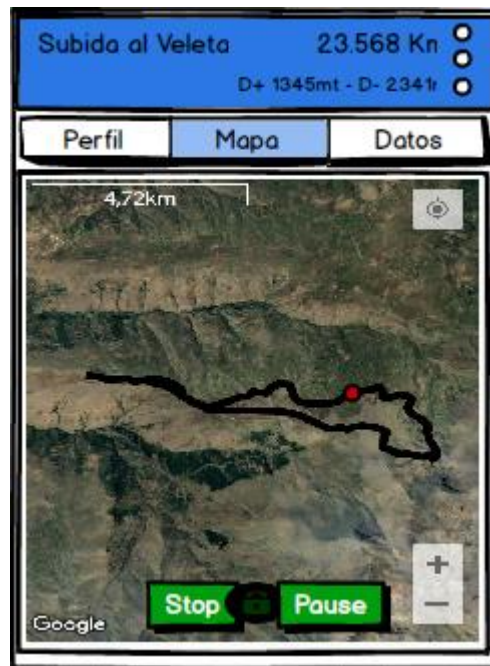 Subida al Veleta 23.568 Kn
D+ 1345mt - D- 2341r
Perfil Mapa Datos
4,72km
+
Stop Pause
−
Google